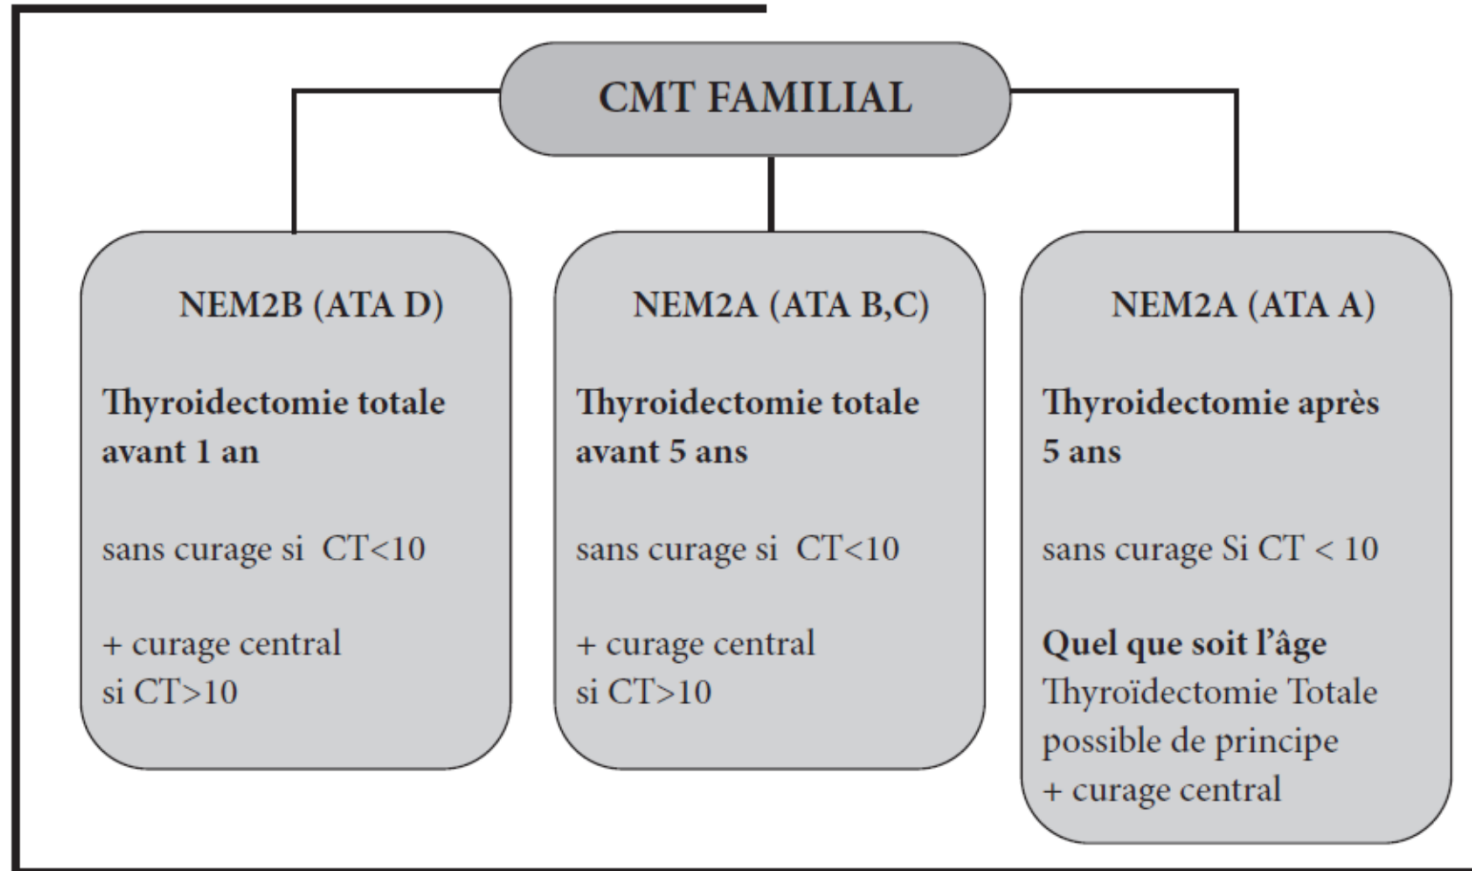 CMT FAMILIAL
NEM2B (ATA D)
Thyroidectomie totale
avant 1 an
sans curage si CT<10
+ curage central
si CT>10
NEM2A (ATA B,C)
Thyroidectomie totale
avant 5 ans
sans curage si CT<10
+ curage central
si CT>10
NEM2A (ATA A)
Thyroidectomie après
5 ans
sans curage Si CT < 10
Quel que soit l’âge
Thyroïdectomie Totale
possible de principe
+ curage central